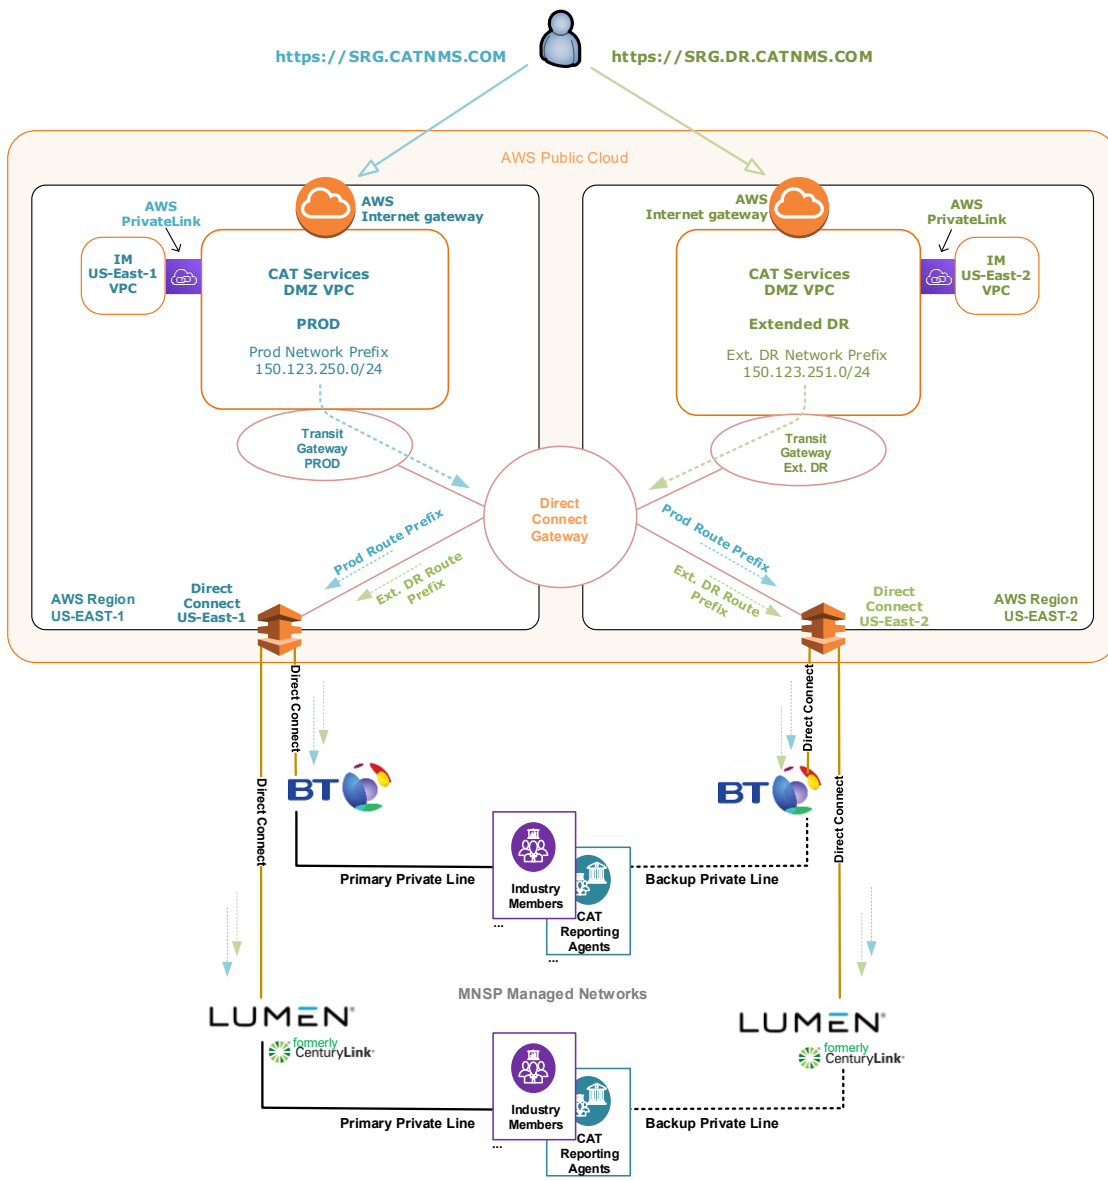 https://SRG.CATNMS.COM
https://SRG.DR.CATNMS.COM
AWS Public Cloud
AWS
PrivateLink
AWS
Internet gateway
IM
US-East-1
VPC
CAT Services
DMZ VPC
PROD
Prod Network Prefix
150.123.250.0/24
Transit
Gateway
PROD
AWS
Internet gateway
AWS
PrivateLink
CAT Services
DMZ VPC
Extended DR
Ext. DR Network Prefix
150.123.251.0/24
IM
US-East-2
VPC
Transit
Gateway
Ext. DR
Direct
Connect
Gateway
Prod Route Prefix
Ext. DR Route
Prefix
Prod Route Prefix
Ext. DR Route
Prefix
AWS Region
US-EAST-1
Direct
Connect
US-East-1
Direct
Connect
US-East-2
AWS Region
US-EAST-2
Direct Connect
Direct Connect
Direct Connect
Direct Connect
BT
BT
Primary Private Line
Industry
Members
...
CAT
Reporting
Agents
...
Backup Private Line
MNSP Managed Networks
LUMEN®
formerly
CenturyLink®
LUMEN®
formerly
CenturyLink®
Primary Private Line
Industry
Members
...
CAT
Reporting
Agents
...
Backup Private Line